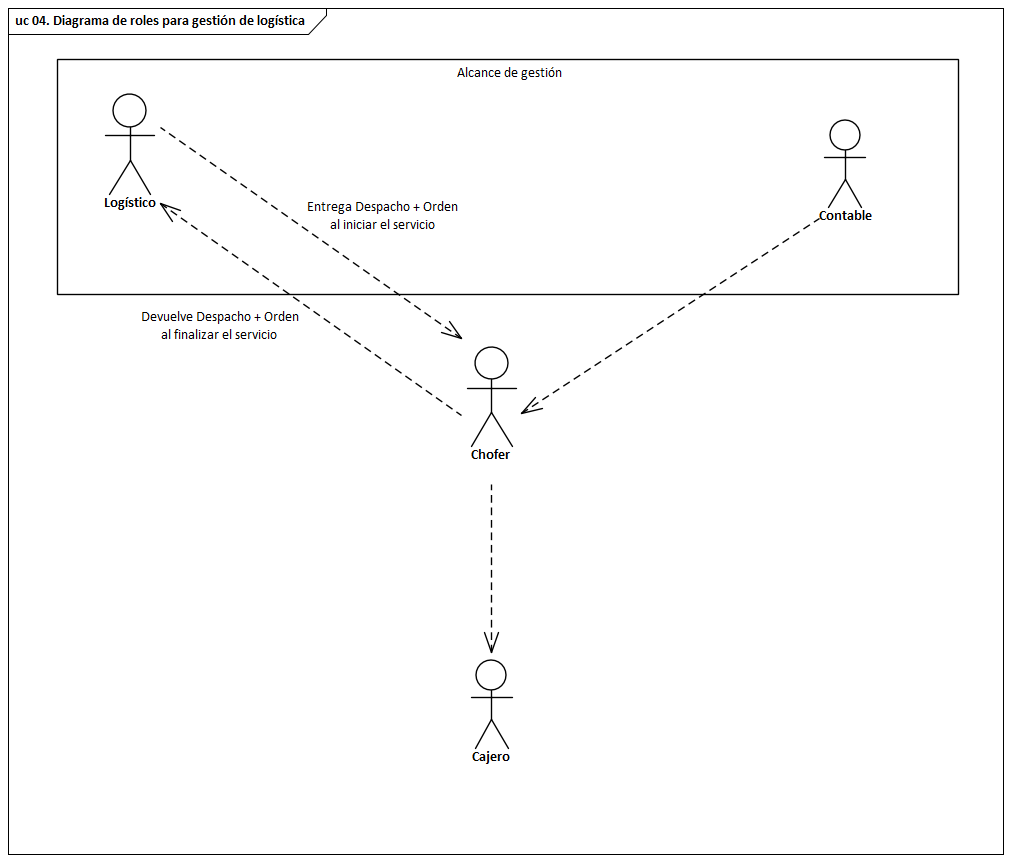 uc 04. Diagrama de roles para gestión de logística
Alcance de gestión
Logístico
Contable
Entrega Despacho + Orden
al iniciar el servicio
Devuelve Despacho + Orden
al finalizar el servicio
Chofer
Cajero